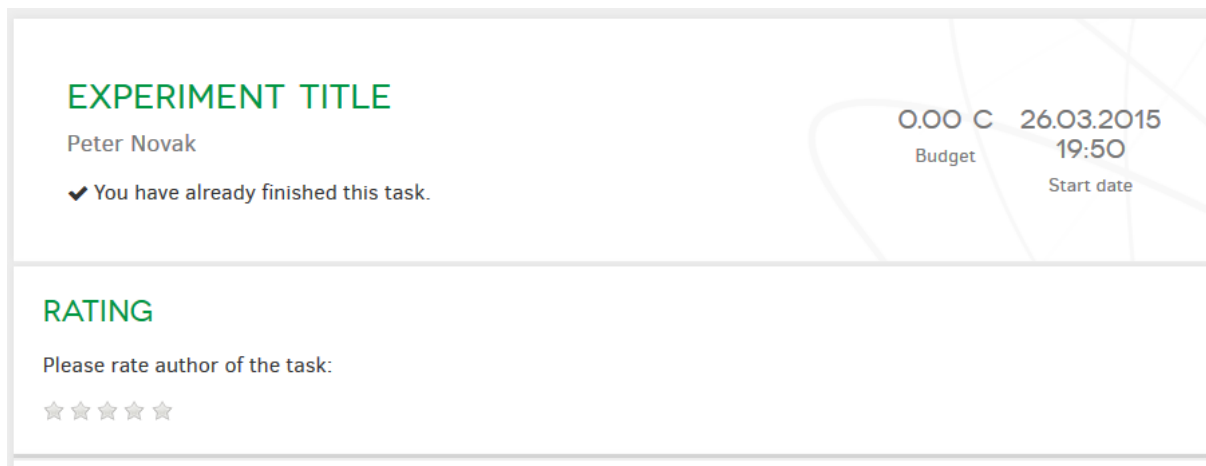 EXPERIMENT TITLE
Peter Novak
You have already finished this task.
0.00 C
Budget
26.03.2015
19:50
Start date
RATING
Please rate author of the task: